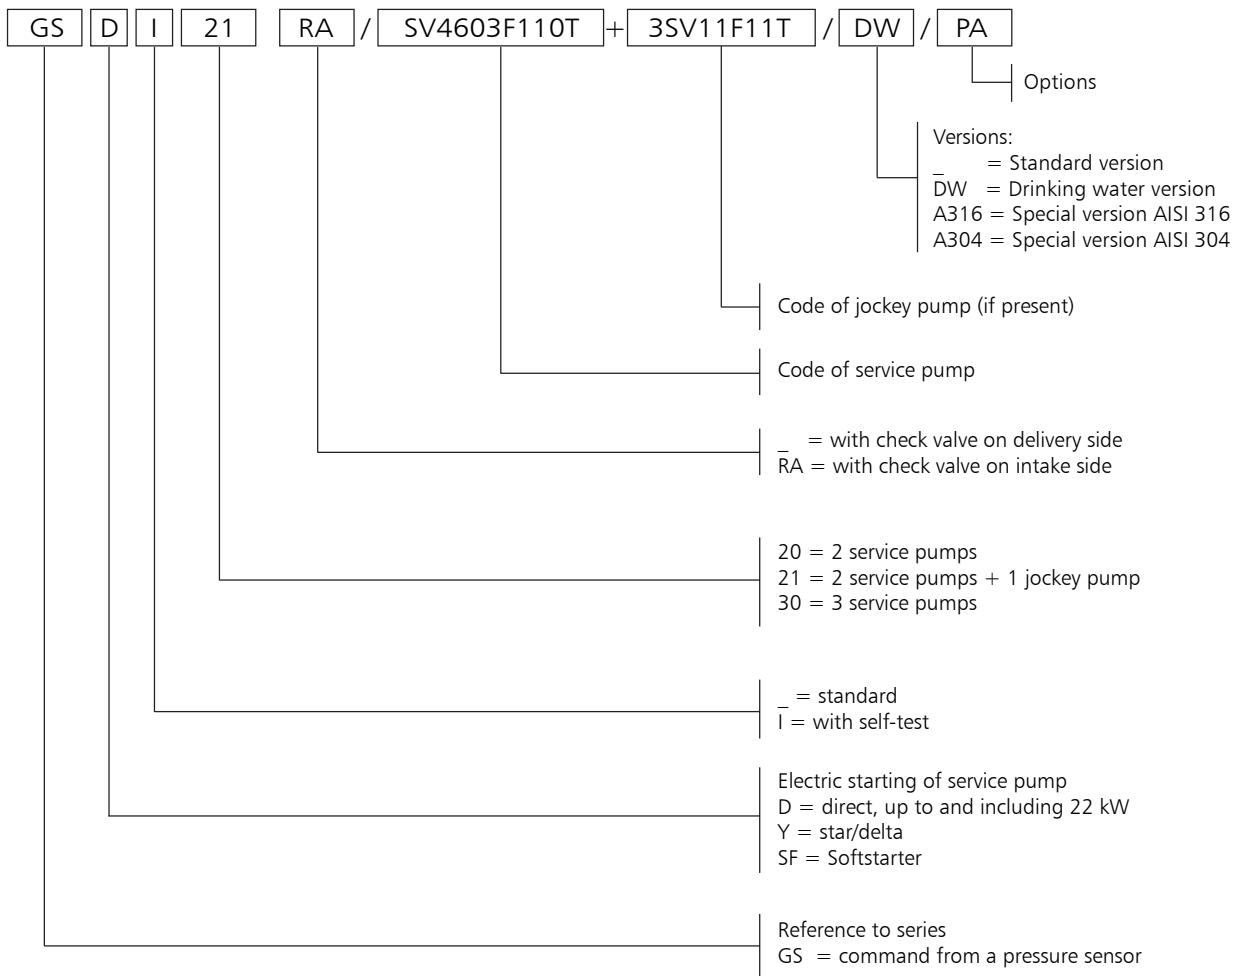 GS D I 21 RA / SV4603F110T + 3SV11F11T / DW / PA
Options
Versions:
_ = Standard version
DW = Drinking water version
A316 = Special version AISI 316
A304 = Special version AISI 304
Code of jockey pump (if present)
Code of service pump
_ = with check valve on delivery side
RA = with check valve on intake side
20 = 2 service pumps
21 = 2 service pumps + 1 jockey pump
30 = 3 service pumps
_ = standard
I = with self-test
Electric starting of service pump
D = direct, up to and including 22 kW
Y = star/delta
SF = Softstarter
Reference to series
GS = command from a pressure sensor